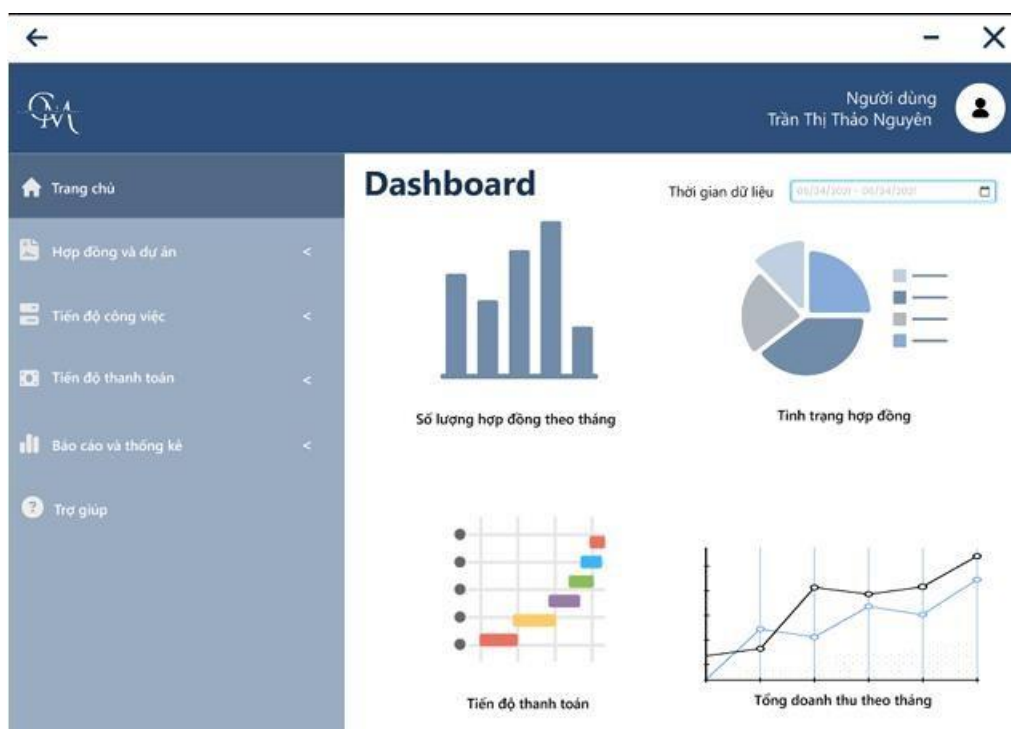 Người dùng
Trần Thị Thảo Nguyên
Trang chủ
Dashboard
Thời gian dữ liệu
Hợp đồng và dự án <
Tiến độ công việc <
Tiến độ thanh toán <
Báo cáo và thống kê <
Trợ giúp
Số lượng hợp đồng theo tháng
Tình trạng hợp đồng
Tiến độ thanh toán
Tổng doanh thu theo tháng